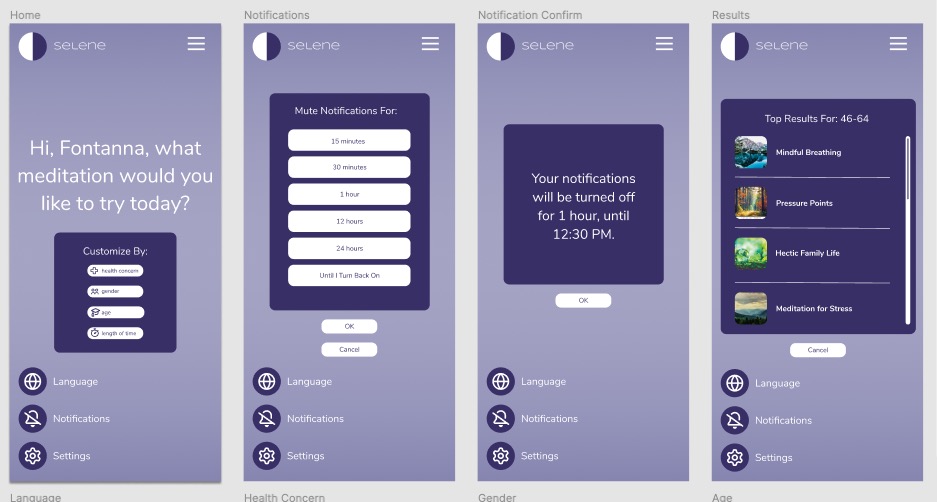 Home
selene
Hi, Fontanna, what
meditation would you
like to try today?
Customize By:
health concern
gender
age
length of time
Language
Notifications
Settings
Notifications
selene
Mute Notifications For:
15 minutes
30 minutes
1 hour
12 hours
24 hours
Until I Turn Back On
OK
Cancel
Language
Notifications
Settings
Notification Confirm
selene
Your notifications
will be turned off
for 1 hour, until
12:30 PM.
OK
Language
Notifications
Settings
Results
selene
Top Results For: 46-64
Mindful Breathing
Pressure Points
Hectic Family Life
Meditation for Stress
Cancel
Language
Notifications
Settings
Language
Health Concern
Gender
Age